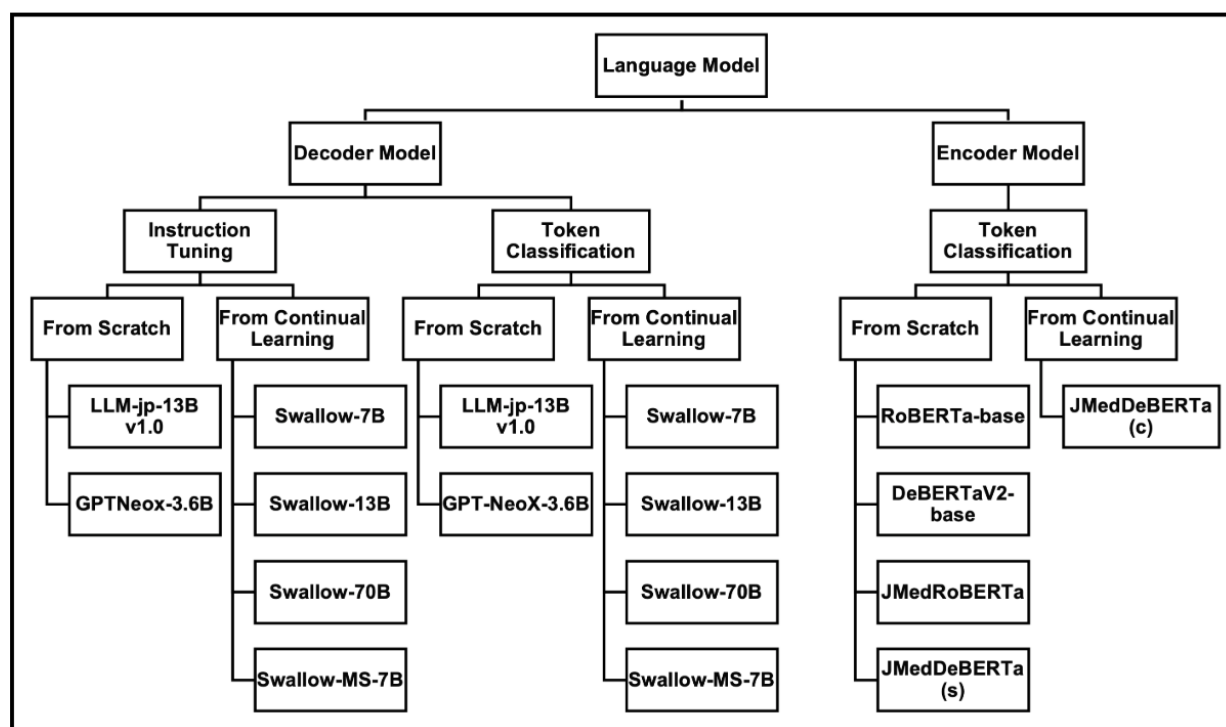 Language Model
Decoder Model
Encoder Model
Instruction
Tuning
Token
Classification
Token
Classification
From Scratch
From Continual
Learning
From Scratch
From Continual
Learning
From Scratch
From Continual
Learning
LLM-jp-13B
v1.0
Swallow-7B
LLM-jp-13B
v1.0
Swallow-7B
RoBERTa-base
JMedDeBERTa
(c)
GPTNeox-3.6B
Swallow-13B
GPT-NeoX-3.6B
Swallow-13B
DeBERTaV2-
base
Swallow-70B
Swallow-70B
JMedRoBERTa
Swallow-MS-7B
Swallow-MS-7B
JMedDeBERTa
(s)